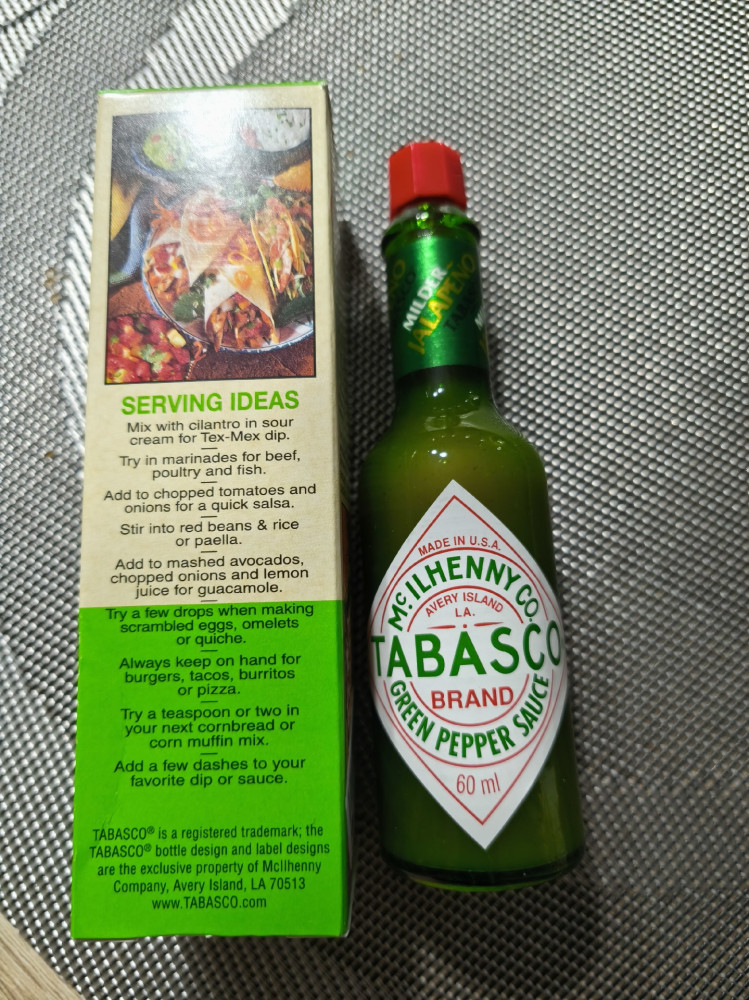 SERVING IDEAS
Mix with cilantro in sour
cream for Tex-Mex dip.
Try in marinades for beef,
poultry and fish.
Add to chopped tomatoes and
onions for a quick salsa.
Stir into red beans & rice
or paella.
Add to mashed avocados,
chopped onions and lemon
juice for guacamole.
Try a few drops when making
scrambled eggs, omelets
or quiche.
Always keep on hand for
burgers, tacos, burritos
or pizza.
Try a teaspoon or two in
your next cornbread or
corn muffin mix.
Add a few dashes to your
favorite dip or sauce.
TABASCO® is a registered trademark; the
TABASCO® bottle design and label designs
are the exclusive property of McIlhenny
Company, Avery Island, LA 70513
www.TABASCO.com
MILDER
JALAPEÑO
MADE IN U.S.A.
Mc ILHENNY CO.
AVERY ISLAND
LA.
TABASCO
BRAND
GREEN PEPPER SAUCE
60 ml